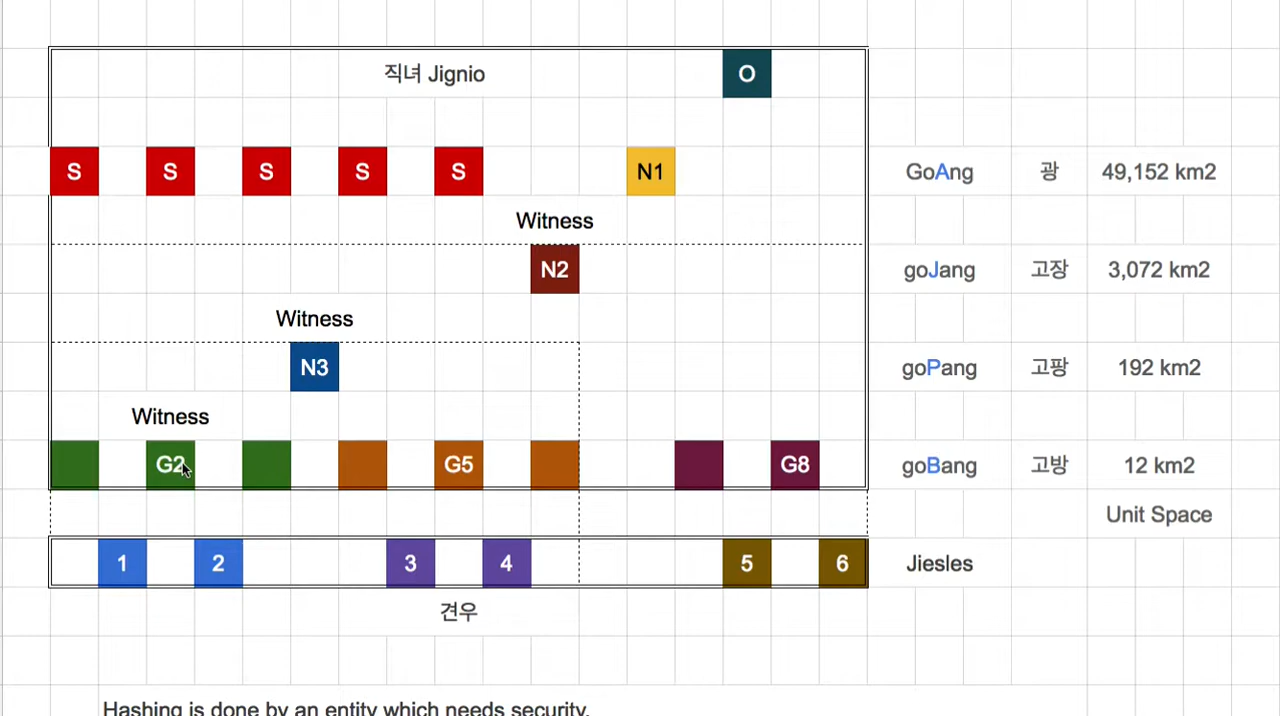 직녀 Jignio
O
S S S S S N1 GoAng 광 49,152 km2
Witness
N2 goJang 고장 3,072 km2
Witness
N3 goPang 고팡 192 km2
Witness
G2 G5 G8 goBang 고방 12 km2
Unit Space
1 2 3 4 5 6 Jiesles
견우
Hashing is done by an entity which needs security.